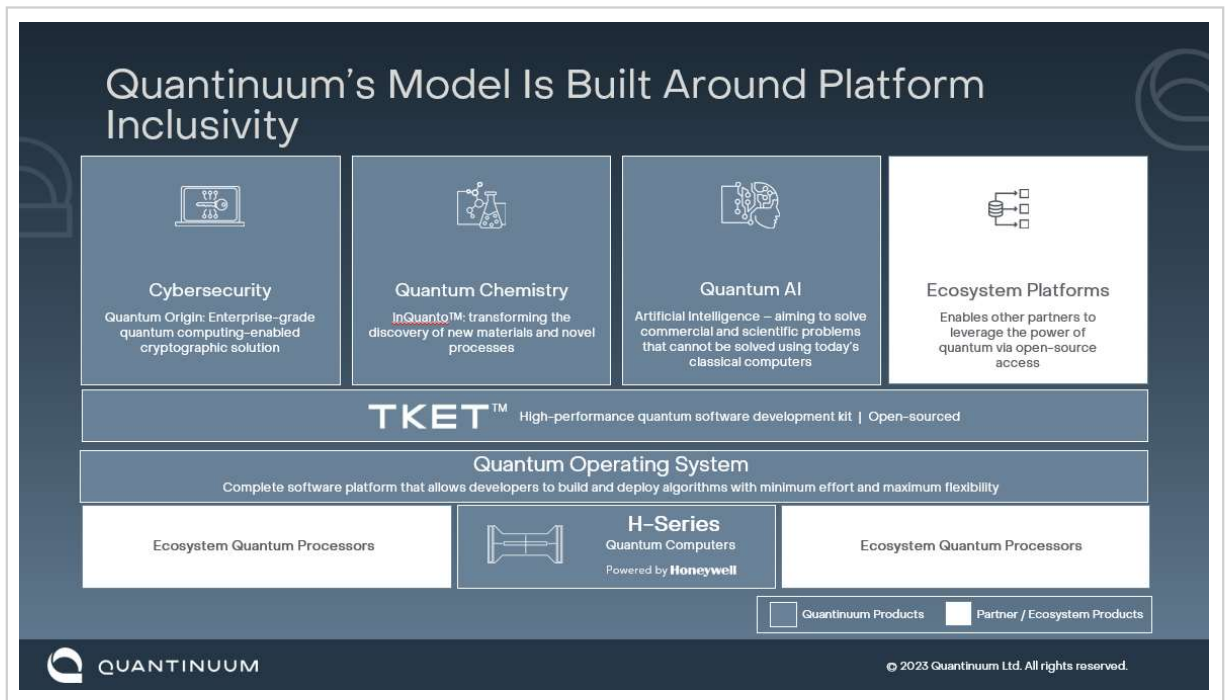 Quantinuum's Model Is Built Around Platform
Inclusivity
Cybersecurity
Quantum Origin: Enterprise-grade
quantum computing-enabled
cryptographic solution
Quantum Chemistry
InQuanto™: transforming the
discovery of new materials and novel
processes
Quantum AI
Artificial Intelligence – aiming to solve
commercial and scientific problems
that cannot be solved using today's
classical computers
Ecosystem Platforms
Enables other partners to
leverage the power of
quantum via open-source
access
TKET™ High-performance quantum software development kit | Open-sourced
Quantum Operating System
Complete software platform that allows developers to build and deploy algorithms with minimum effort and maximum flexibility
Ecosystem Quantum Processors
H-Series
Quantum Computers
Powered by Honeywell
Ecosystem Quantum Processors
Quantinuum Products
Partner / Ecosystem Products
QUANTINUUM
© 2023 Quantinuum Ltd. All rights reserved.